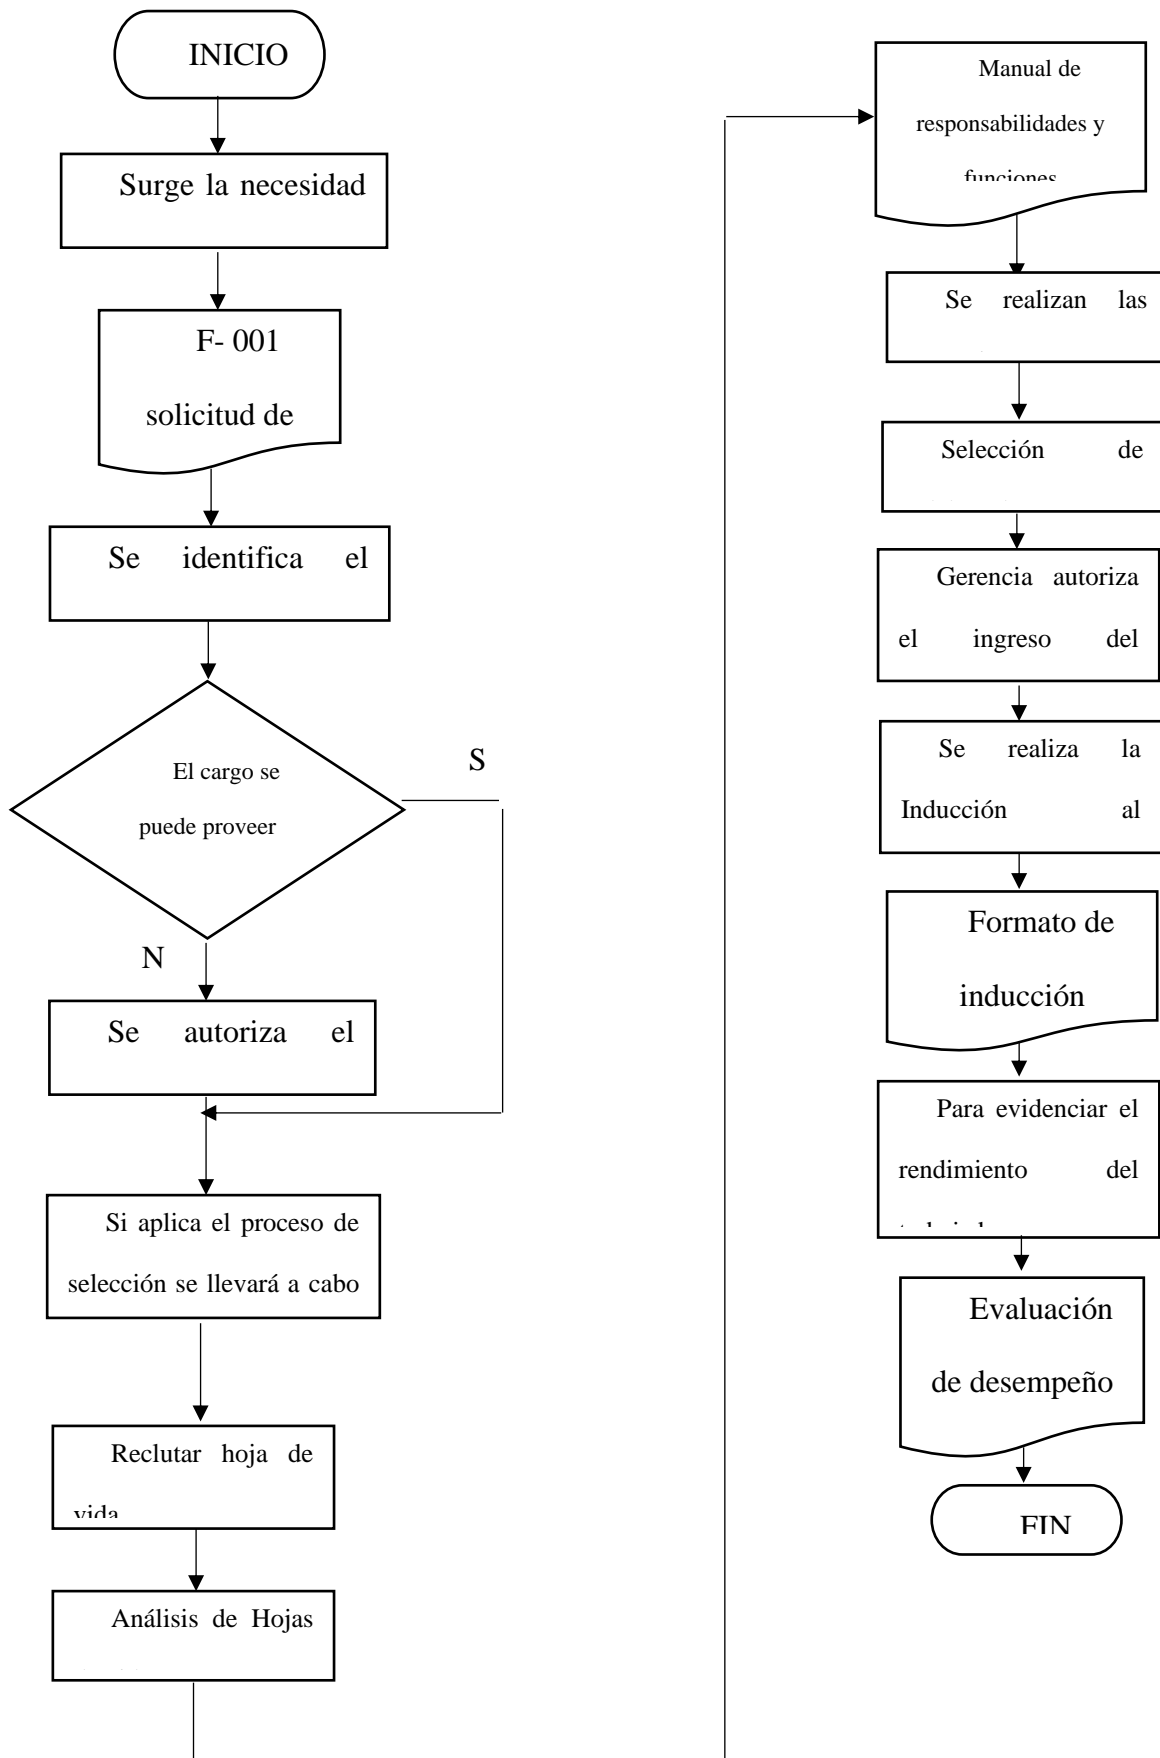 INICIO
Surge la necesidad
F- 001
solicitud de
Se identifica el
El cargo se
puede proveer
S
N
Se autoriza el
Si aplica el proceso de
selección se llevará a cabo
Reclutar hoja de
vida
Análisis de Hojas
Manual de
responsabilidades y
funciones
Se realizan las
Selección de
Gerencia autoriza
el ingreso del
Se realiza la
Inducción al
Formato de
inducción
Para evidenciar el
rendimiento del
Evaluación
de desempeño
FIN